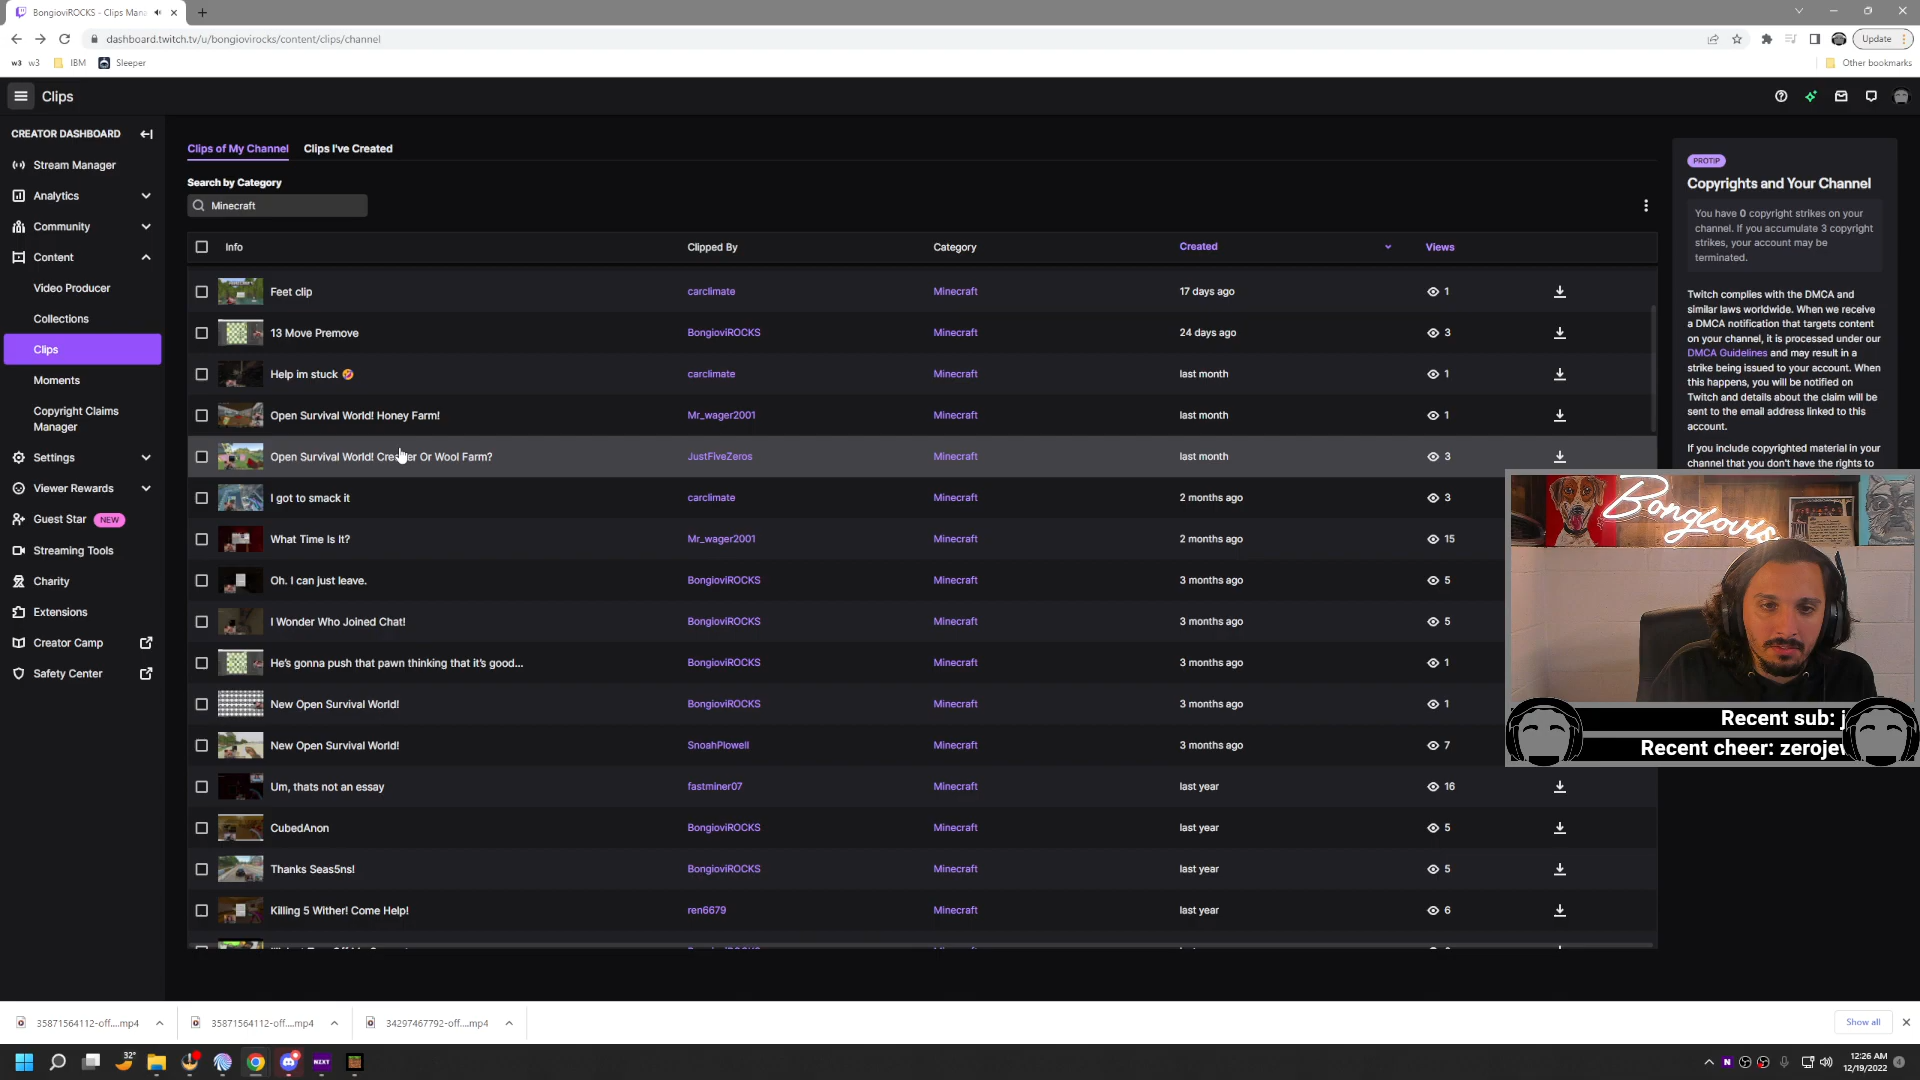 BongioviROCKS - Clips Mana
dashboard.twitch.tv/u/bongiovirocks/content/clips/channel
Update
w3 w3 IBM Sleeper
Other bookmarks
Clips
CREATOR DASHBOARD
Stream Manager
Analytics
Community
Content
Video Producer
Collections
Clips
Moments
Copyright Claims
Manager
Settings
Viewer Rewards
Guest Star NEW
Streaming Tools
Charity
Extensions
Creator Camp
Safety Center
Clips of My Channel Clips I've Created
Search by Category
Minecraft
Info Clipped By Category Created Views
Feet clip carclimate Minecraft 17 days ago 1
13 Move Premove BongioviROCKS Minecraft 24 days ago 3
Help im stuck 🤣 carclimate Minecraft last month 1
Open Survival World! Honey Farm! Mr_wager2001 Minecraft last month 1
Open Survival World! Cre er Or Wool Farm? JustFIveZeros Minecraft last month 3
I got to smack it carclimate Minecraft 2 months ago 3
What Time Is It? Mr_wager2001 Minecraft 2 months ago 15
Oh. I can just leave. BongioviROCKS Minecraft 3 months ago 5
I Wonder Who Joined Chat! BongioviROCKS Minecraft 3 months ago 5
He's gonna push that pawn thinking that it's good... BongioviROCKS Minecraft 3 months ago 1
New Open Survival World! BongioviROCKS Minecraft 3 months ago 1
New Open Survival World! SnoahPlowell Minecraft 3 months ago 7
Um, thats not an essay fastminer07 Minecraft last year 16
CubedAnon BongioviROCKS Minecraft last year 5
Thanks Seas5ns! BongioviROCKS Minecraft last year 5
Killing 5 Wither! Come Help! ren6679 Minecraft last year 6
PROTIP
Copyrights and Your Channel
You have 0 copyright strikes on your
channel. If you accumulate 3 copyright
strikes, your account may be
terminated.
Twitch complies with the DMCA and
similar laws worldwide. When we receive
a DMCA notification that targets content
on your channel, it is processed under our
DMCA Guidelines and may result in a
strike being issued to your account. When
this happens, you will be notified on
Twitch and details about the claim will be
sent to the email address linked to this
account.
If you include copyrighted material in your
channel that you don't have the rights to
Bongiovis
Recent sub: j
Recent cheer: zerojew
35871564112-off....mp4 35871564112-off....mp4 34297467792-off....mp4 Show all
32°
NZXT
12:26 AM
12/19/2022
4